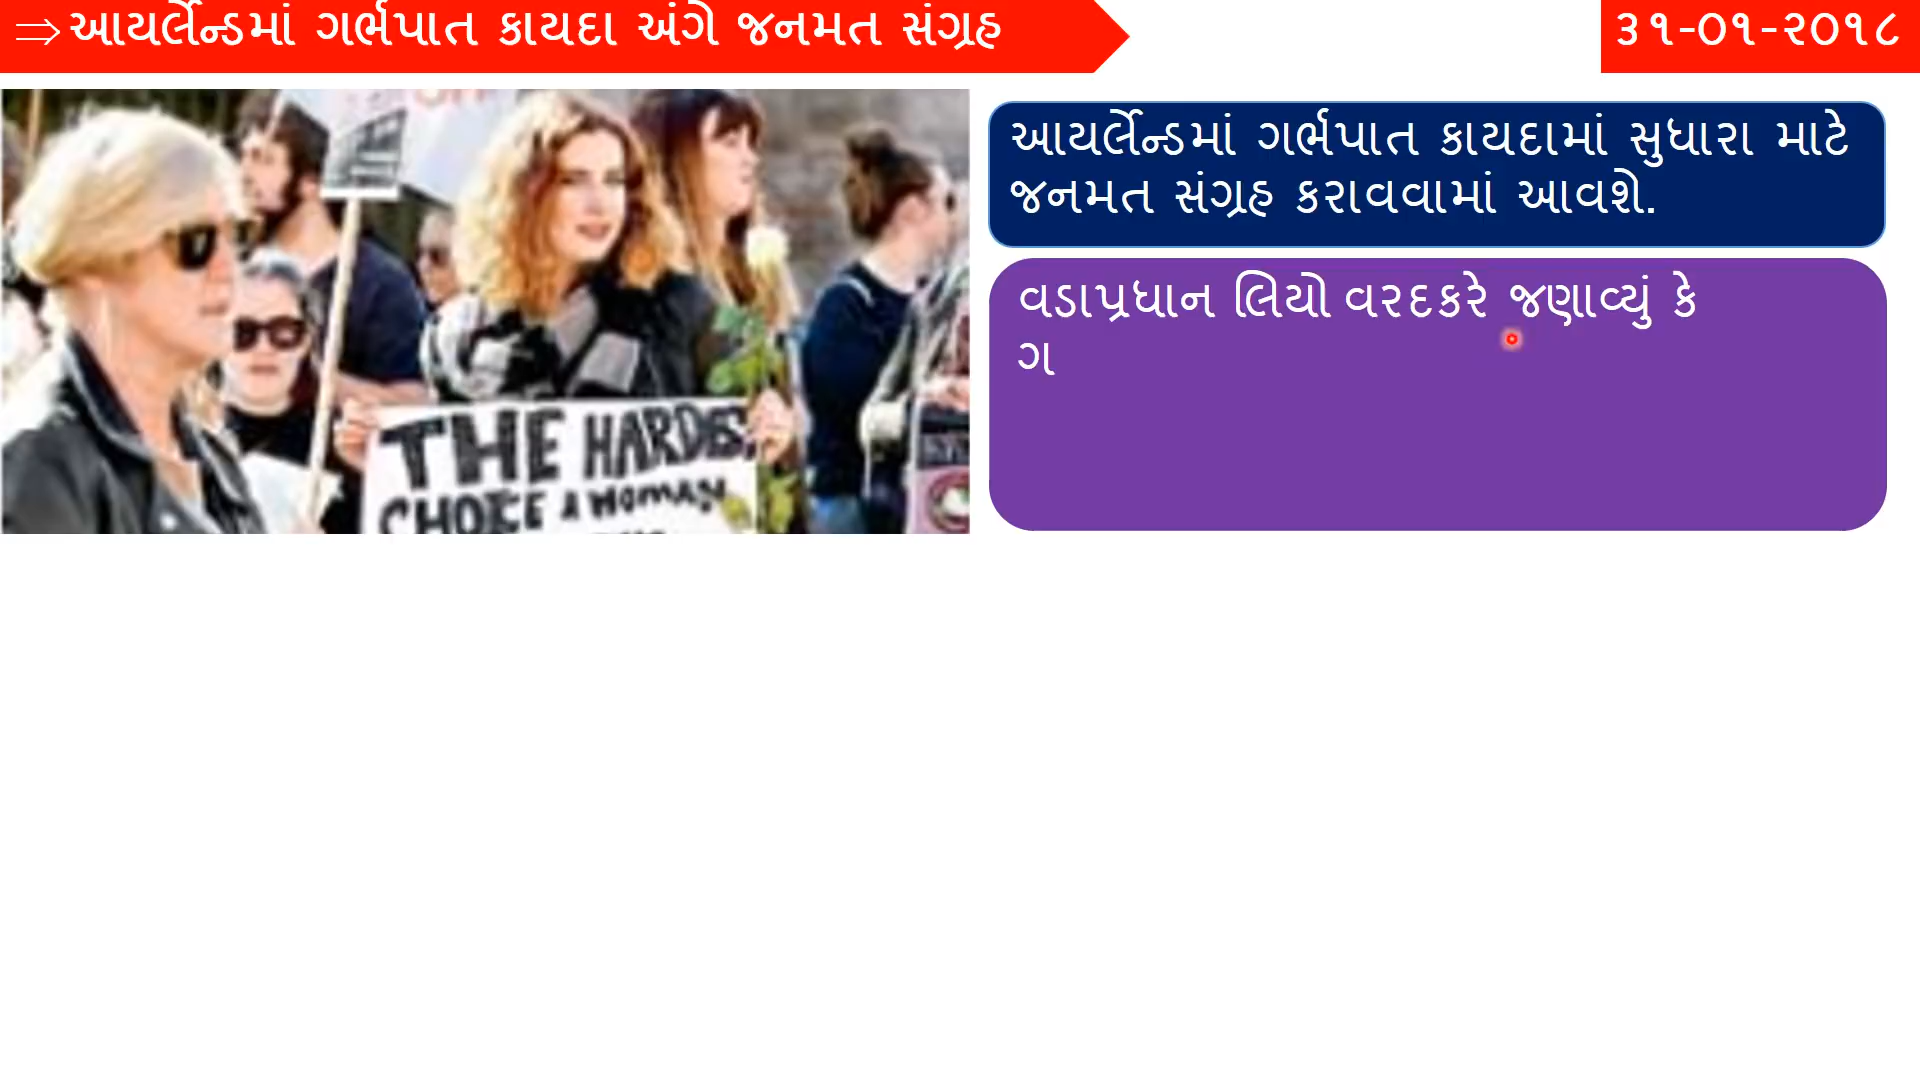 ⇒આયર્લેન્ડમાં ગર્ભપાત કાયદા અંગે જનમત સંગ્રહ
૩૧-૦૧-૨૦૧૮
આયર્લેન્ડમાં ગર્ભપાત કાયદામાં સુધારા માટે
જનમત સંગ્રહ કરાવવામાં આવશે.
વડાપ્રધાન લિયો વરદકરે જણાવ્યું કે
ગ
THE HARDEST
CHOICE A WOMAN